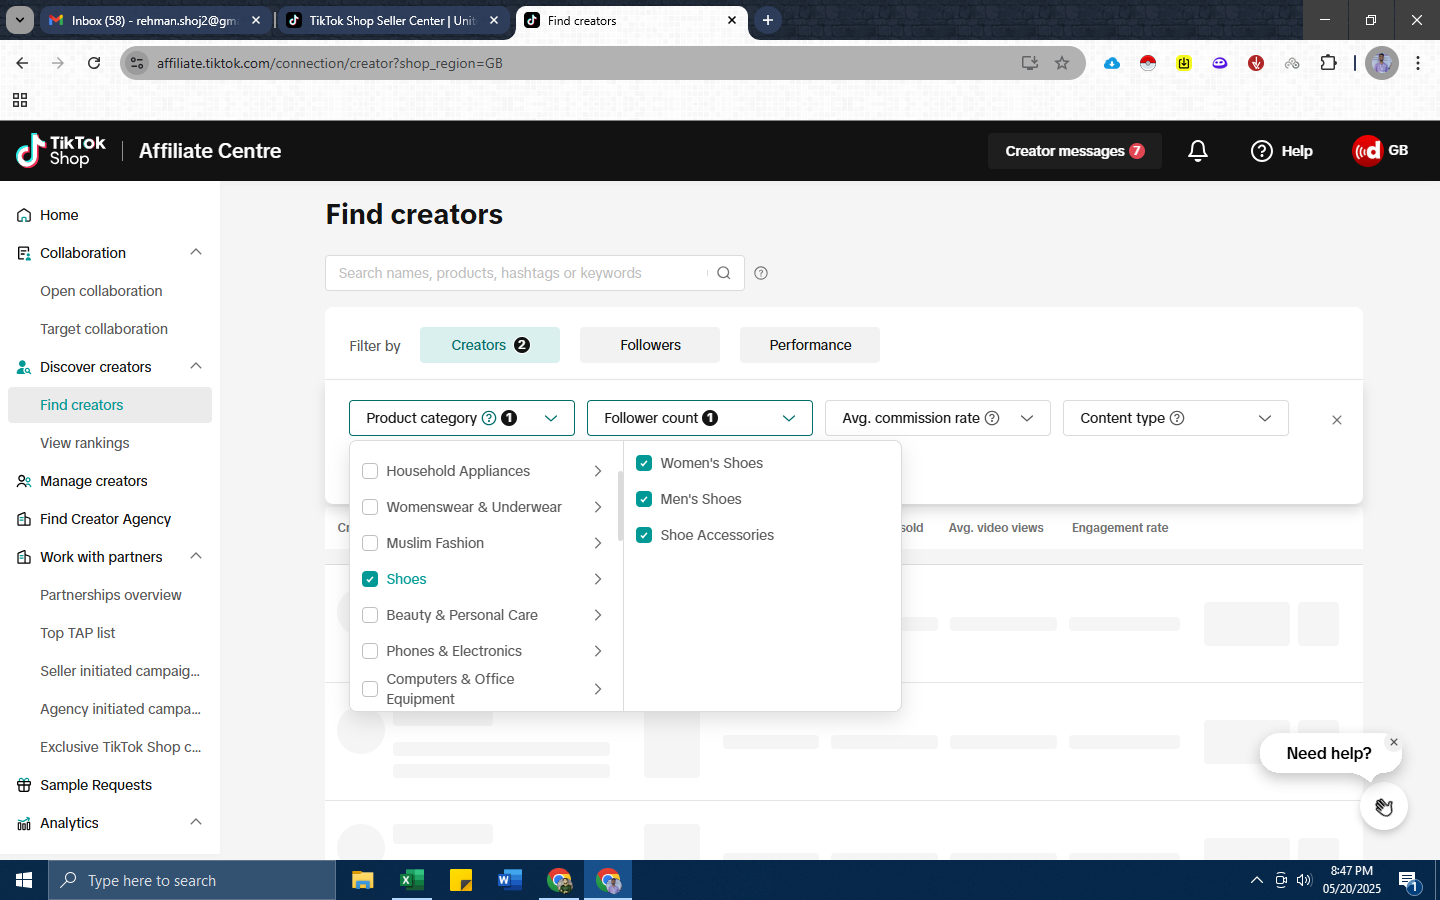 Inbox (58) - rehman.shoj2@gm
TikTok Shop Seller Center | Unit
Find creators
affiliate.tiktok.com/connection/creator?shop_region=GB
TikTok
Shop
Affiliate Centre
Creator messages 7
Help
GB
Home
Collaboration
Open collaboration
Target collaboration
Discover creators
Find creators
View rankings
Manage creators
Find Creator Agency
Work with partners
Partnerships overview
Top TAP list
Seller initiated campaig...
Agency initiated campa...
Exclusive TikTok Shop c...
Sample Requests
Analytics
Find creators
Search names, products, hashtags or keywords
Filter by
Creators 2
Followers
Performance
Product category ? 1
Follower count 1
Avg. commission rate ?
Content type ?
Household Appliances
Womenswear & Underwear
Muslim Fashion
Shoes
Beauty & Personal Care
Phones & Electronics
Computers & Office
Equipment
Women's Shoes
Men's Shoes
Shoe Accessories
Cr
sold
Avg. video views
Engagement rate
Need help?
Type here to search
8:47 PM
05/20/2025
1